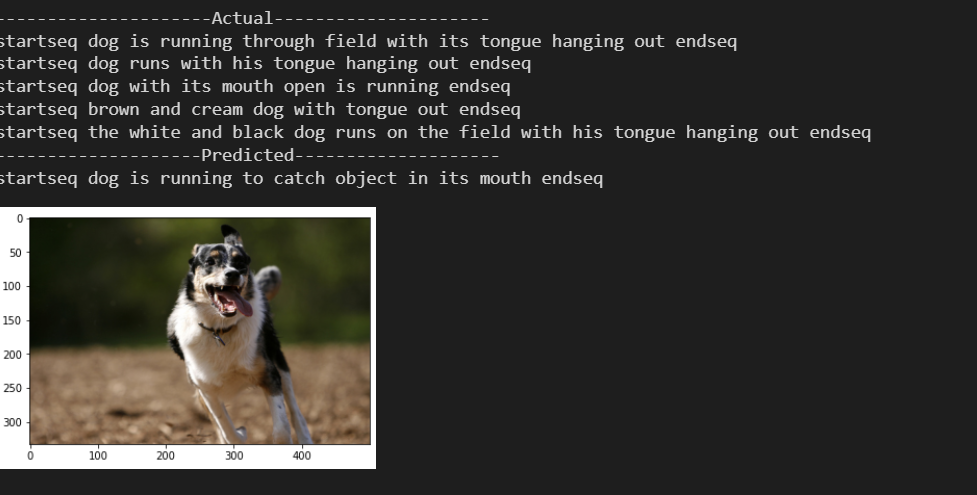 ---------------------Actual---------------------
startseq dog is running through field with its tongue hanging out endseq
startseq dog runs with his tongue hanging out endseq
startseq dog with its mouth open is running endseq
startseq brown and cream dog with tongue out endseq
startseq the white and black dog runs on the field with his tongue hanging out endseq
--------------------Predicted--------------------
startseq dog is running to catch object in its mouth endseq
0
50
100
150
200
250
300
0 100 200 300 400